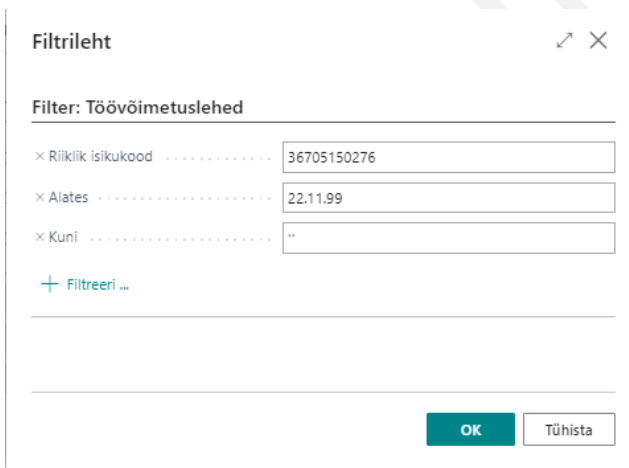 Filtrileht
Filter: Töövõimetuslehed
× Riiklik isikukood 36705150276
× Alates 22.11.99
× Kuni ''
+ Filtreeri ...
OK Tühista